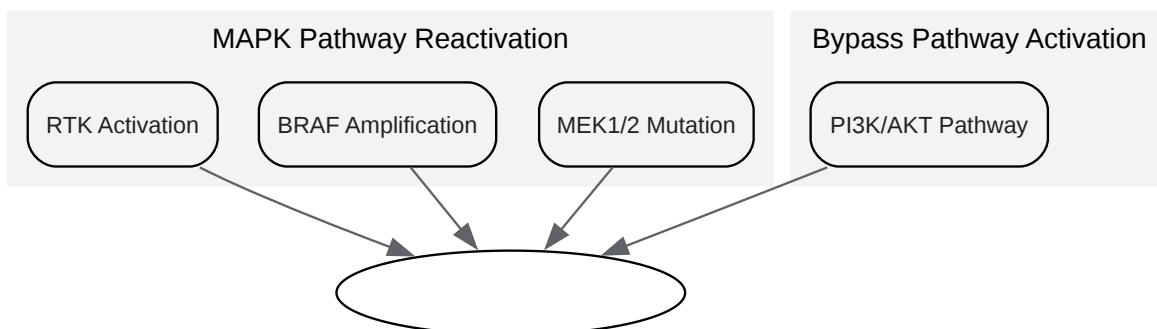 MAPK Pathway Reactivation
Bypass Pathway Activation
RTK Activation
BRAF Amplification
MEK1/2 Mutation
PI3K/AKT Pathway